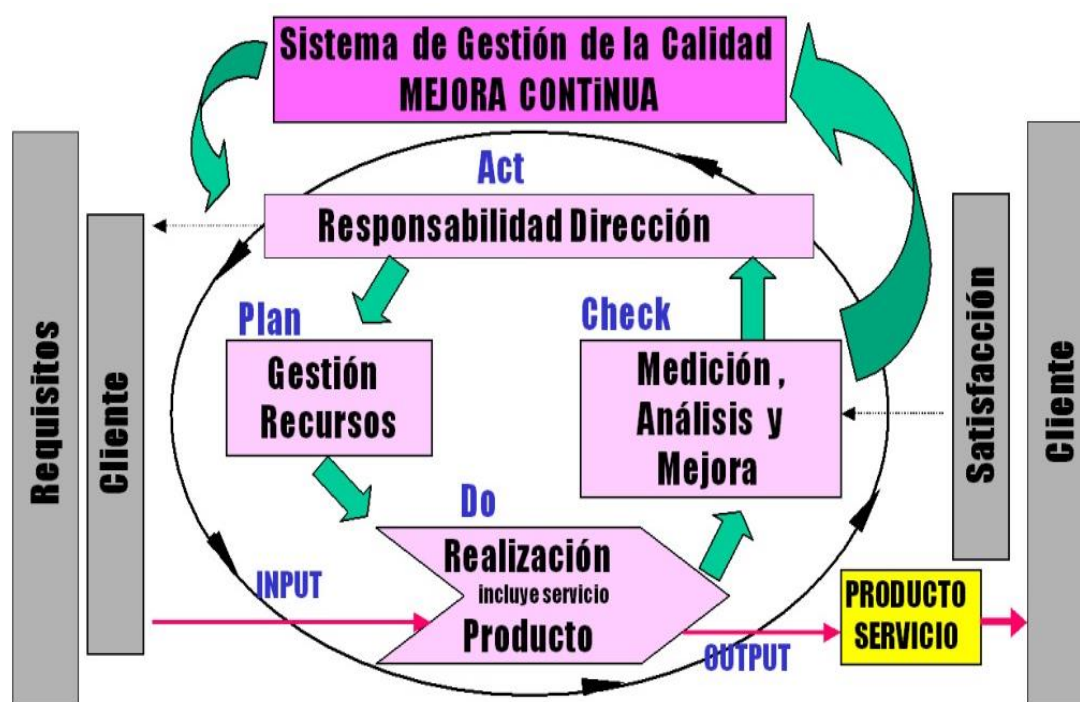 Sistema de Gestión de la Calidad
MEJORA CONTiNUA
Act
Responsabilidad Dirección
Plan
Gestión
Recursos
Check
Medición ,
Análisis y
Mejora
Do
Realización
incluye servicio
Producto
INPUT
OUTPUT
PRODUCTO
SERVICIO
Requisitos
Cliente
Satisfacción
Cliente